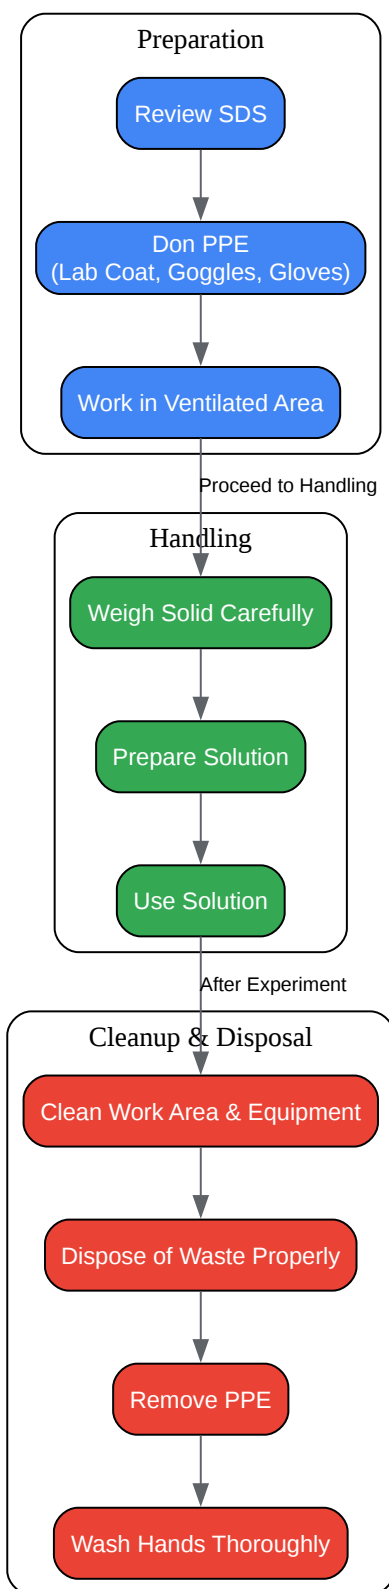 Preparation
Review SDS
Don PPE
(Lab Coat, Goggles, Gloves)
Work in Ventilated Area
Proceed to Handling
Handling
Weigh Solid Carefully
Prepare Solution
Use Solution
After Experiment
Cleanup & Disposal
Clean Work Area & Equipment
Dispose of Waste Properly
Remove PPE
Wash Hands Thoroughly